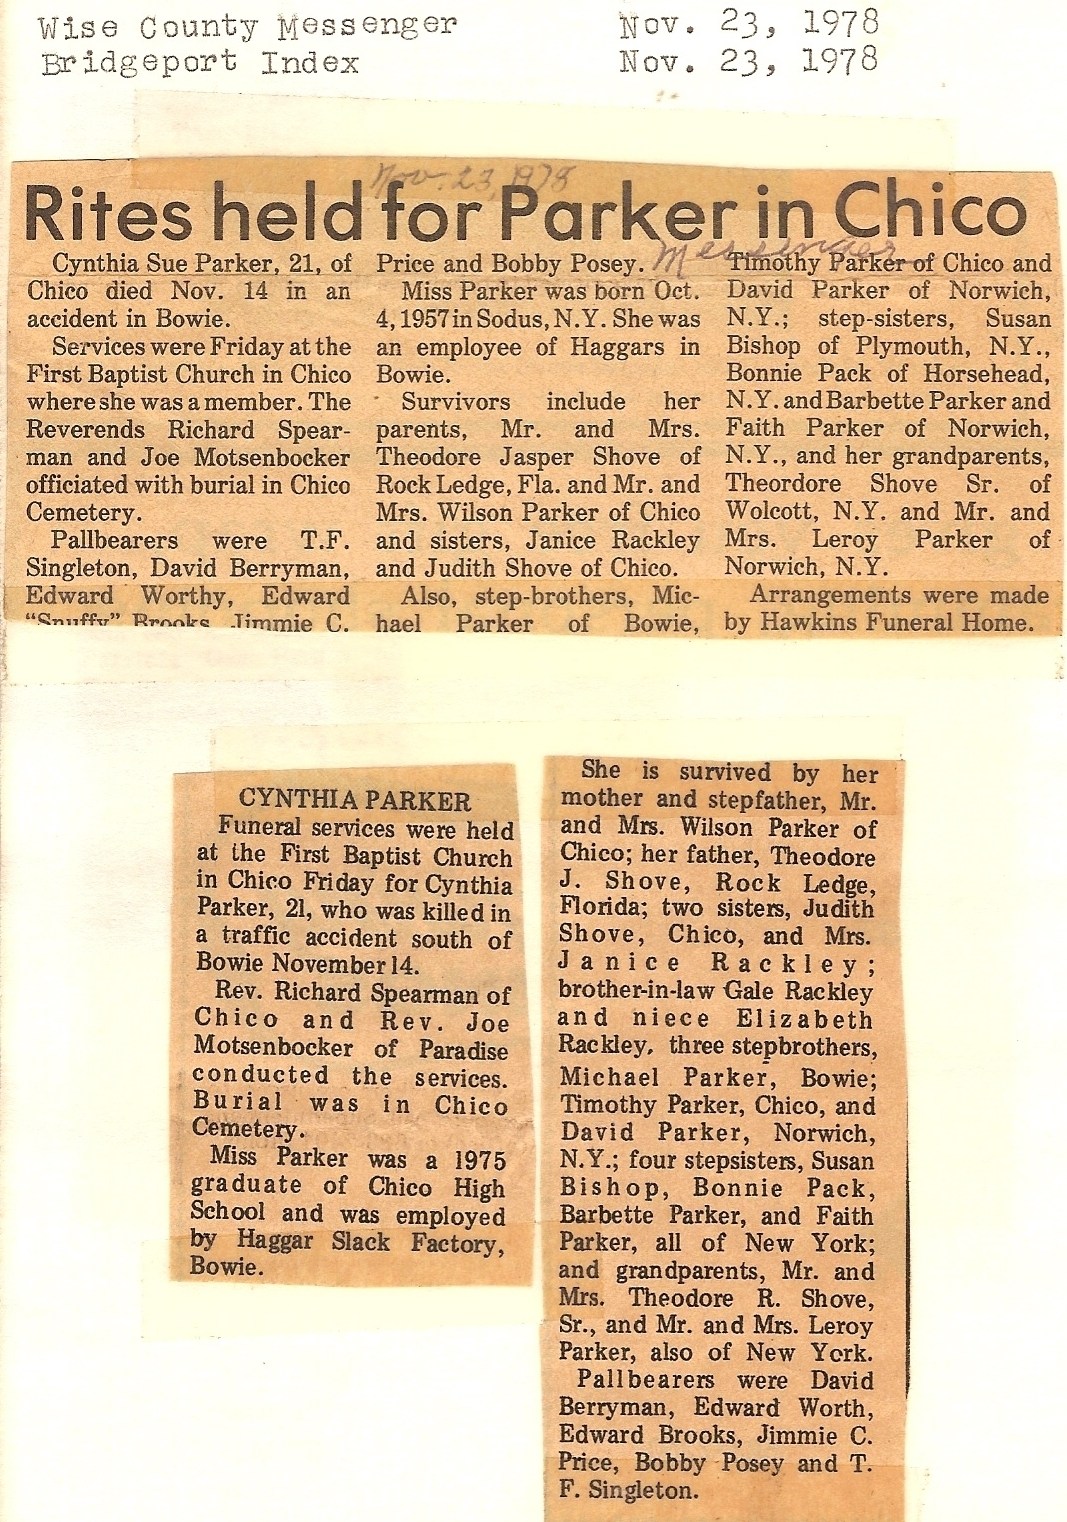 Wise County Messenger Nov. 23, 1978
Bridgeport Index Nov. 23, 1978
Nov. 23, 1978
Rites held for Parker in Chico
Messenger
Cynthia Sue Parker, 21, of
Chico died Nov. 14 in an
accident in Bowie.
Services were Friday at the
First Baptist Church in Chico
where she was a member. The
Reverends Richard Spear-
man and Joe Motsenbocker
officiated with burial in Chico
Cemetery.
Pallbearers were T.F.
Singleton, David Berryman,
Edward Worthy, Edward
"Snuffy" Brooks, Jimmie C.
Price and Bobby Posey.
Miss Parker was born Oct.
4, 1957 in Sodus, N.Y. She was
an employee of Haggars in
Bowie.
Survivors include her
parents, Mr. and Mrs.
Theodore Jasper Shove of
Rock Ledge, Fla. and Mr. and
Mrs. Wilson Parker of Chico
and sisters, Janice Rackley
and Judith Shove of Chico.
Also, step-brothers, Mic-
hael Parker of Bowie,
Timothy Parker of Chico and
David Parker of Norwich,
N.Y.; step-sisters, Susan
Bishop of Plymouth, N.Y.,
Bonnie Pack of Horsehead,
N.Y. and Barbette Parker and
Faith Parker of Norwich,
N.Y., and her grandparents,
Theordore Shove Sr. of
Wolcott, N.Y. and Mr. and
Mrs. Leroy Parker of
Norwich, N.Y.
Arrangements were made
by Hawkins Funeral Home.
CYNTHIA PARKER
Funeral services were held
at the First Baptist Church
in Chico Friday for Cynthia
Parker, 21, who was killed in
a traffic accident south of
Bowie November 14.
Rev. Richard Spearman of
Chico and Rev. Joe
Motsenbocker of Paradise
conducted the services.
Burial was in Chico
Cemetery.
Miss Parker was a 1975
graduate of Chico High
School and was employed
by Haggar Slack Factory,
Bowie.
She is survived by her
mother and stepfather, Mr.
and Mrs. Wilson Parker of
Chico; her father, Theodore
J. Shove, Rock Ledge,
Florida; two sisters, Judith
Shove, Chico, and Mrs.
Janice Rackley;
brother-in-law Gale Rackley
and niece Elizabeth
Rackley, three stepbrothers,
Michael Parker, Bowie;
Timothy Parker, Chico, and
David Parker, Norwich,
N.Y.; four stepsisters, Susan
Bishop, Bonnie Pack,
Barbette Parker, and Faith
Parker, all of New York;
and grandparents, Mr. and
Mrs. Theodore R. Shove,
Sr., and Mr. and Mrs. Leroy
Parker, also of New York.
Pallbearers were David
Berryman, Edward Worth,
Edward Brooks, Jimmie C.
Price, Bobby Posey and T.
F. Singleton.